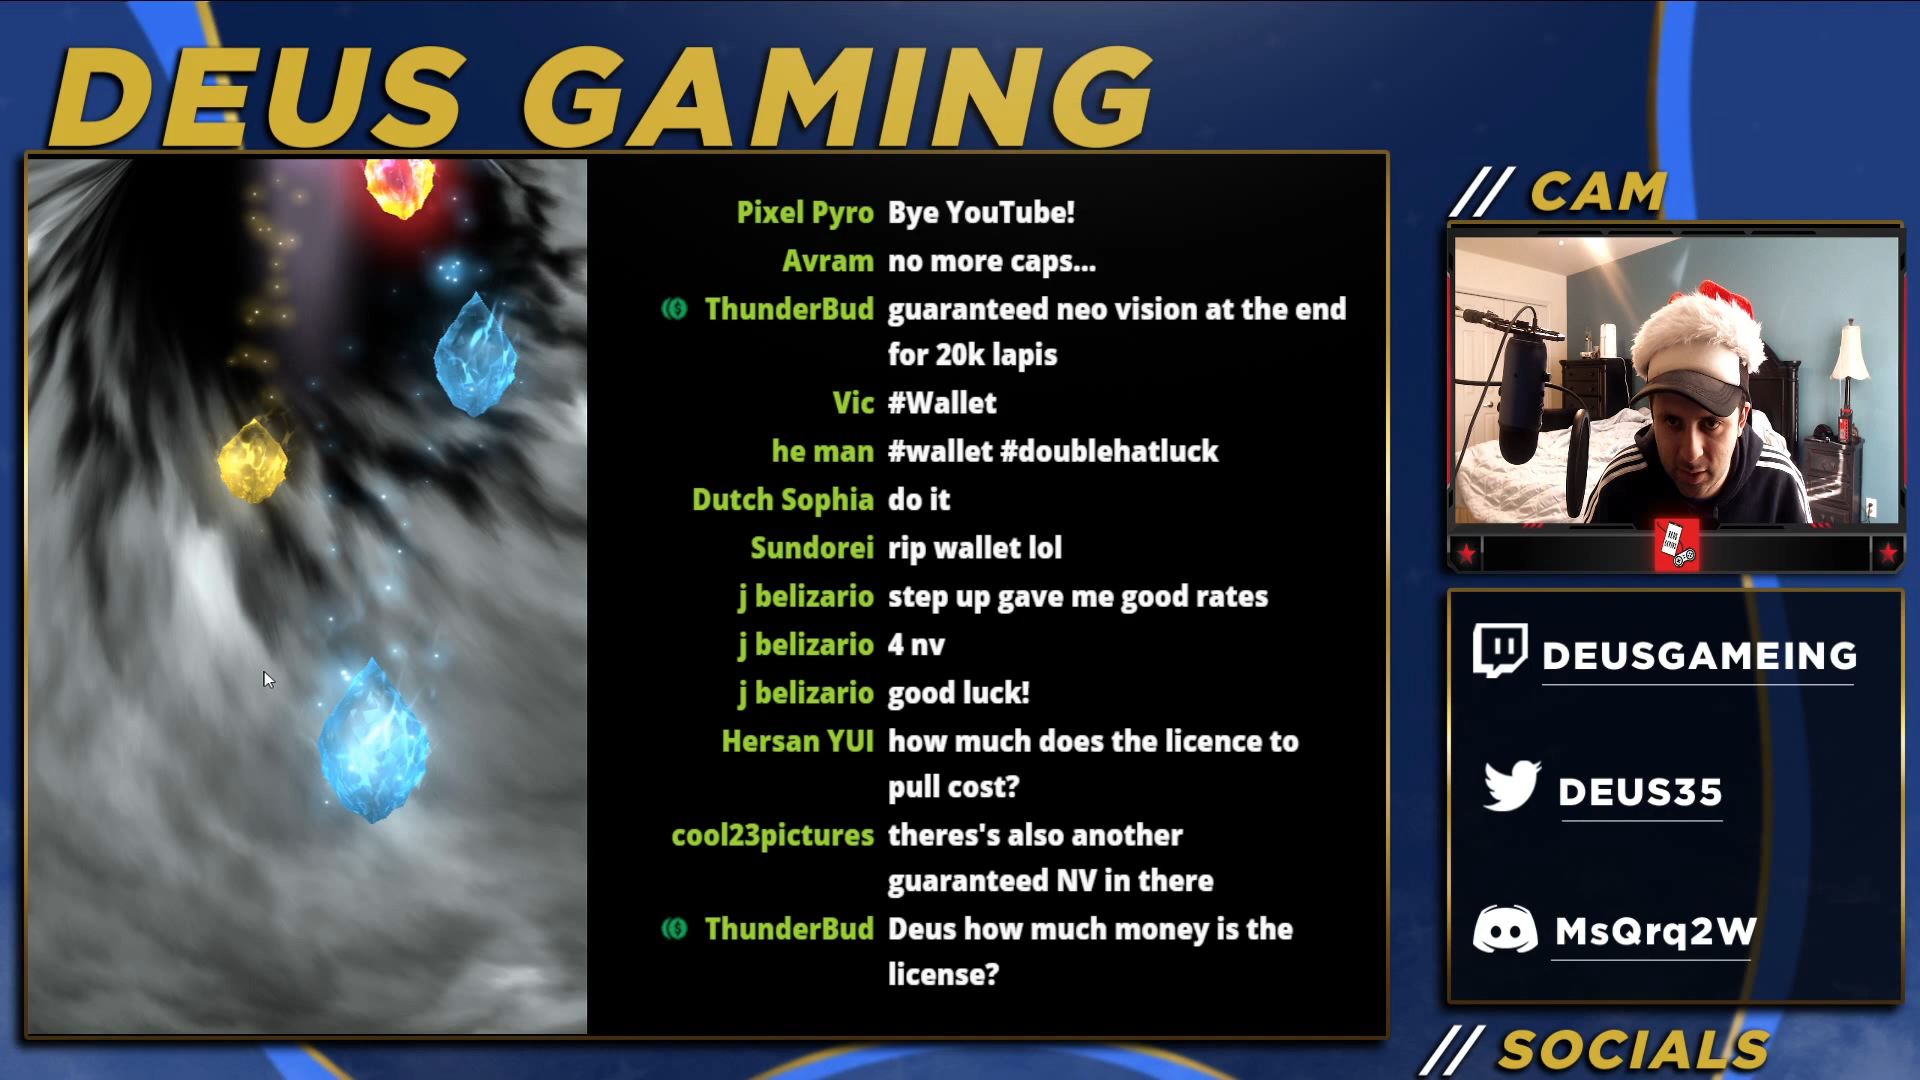 DEUS GAMING
Pixel Pyro Bye YouTube!
Avram no more caps...
ThunderBud guaranteed neo vision at the end
for 20k lapis
Vic #Wallet
he man #wallet #doublehatluck
Dutch Sophia do it
Sundorei rip wallet lol
j belizario step up gave me good rates
j belizario 4 nv
j belizario good luck!
Hersan YUI how much does the licence to
pull cost?
cool23pictures theres's also another
guaranteed NV in there
ThunderBud Deus how much money is the
license?
// CAM
DEUSGAMEING
DEUS35
MsQrq2W
// SOCIALS